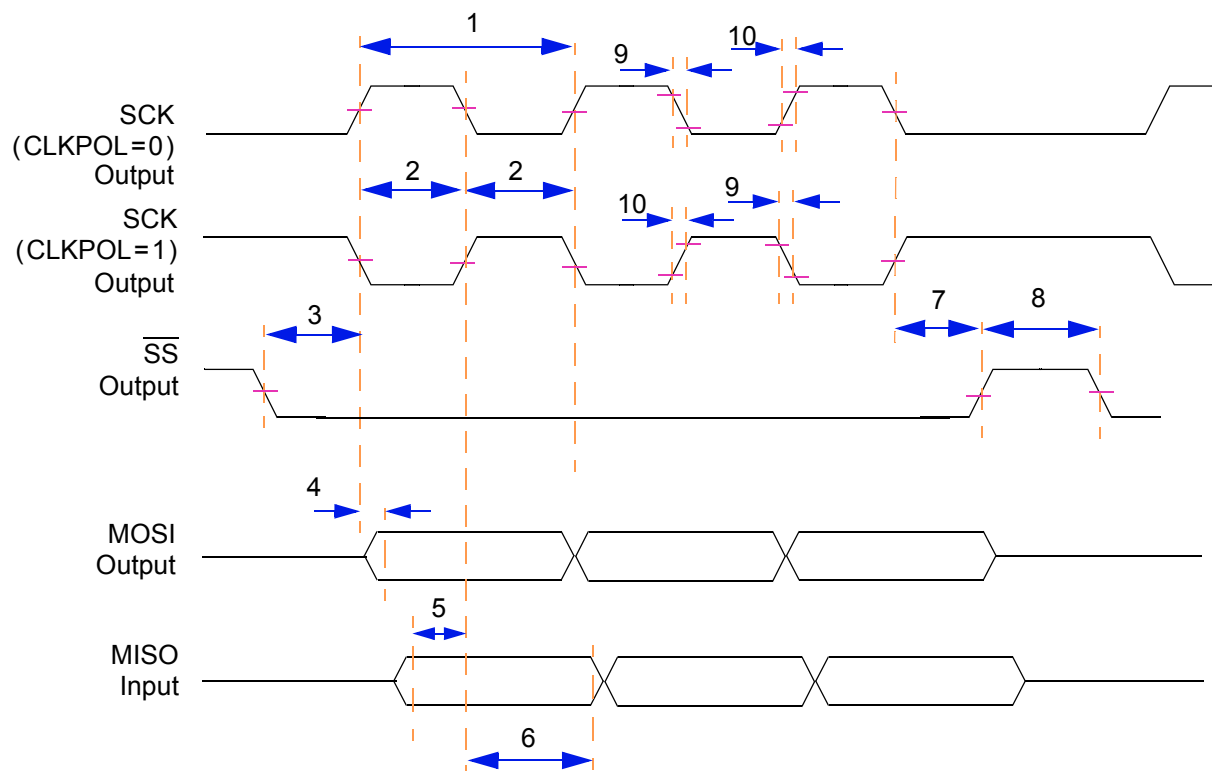 1
9
10
SCK
(CLKPOL=0)
Output
2
2
SCK
(CLKPOL=1)
Output
10
9
3
7
8
SS
Output
4
MOSI
Output
5
MISO
Input
6